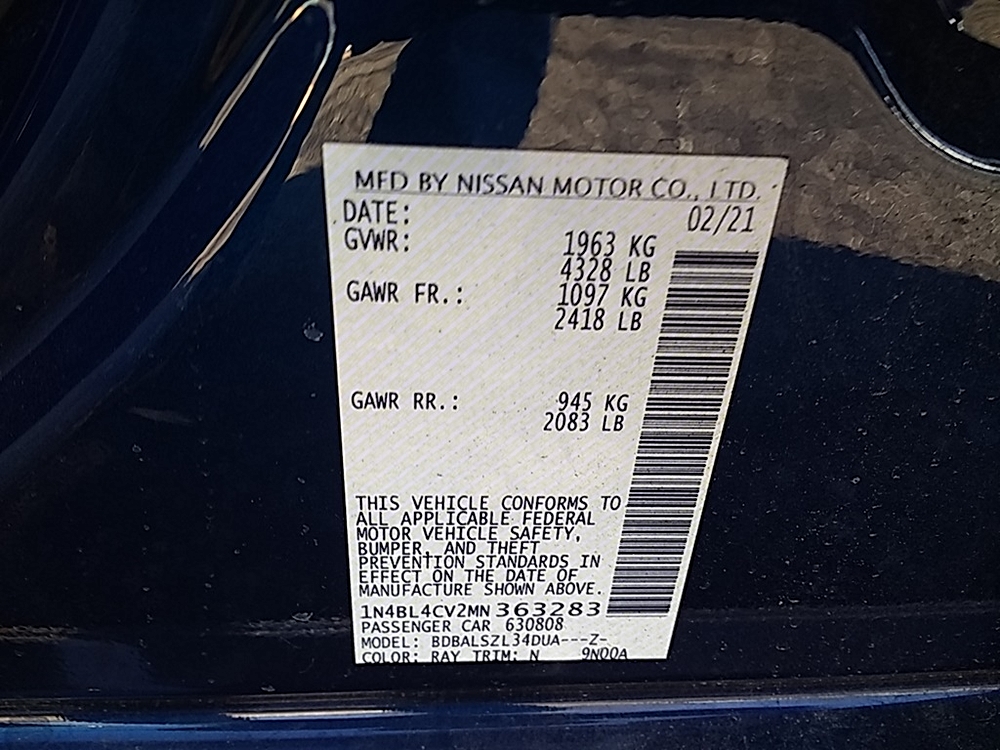 MFD BY NISSAN MOTOR CO., LTD.
DATE: 02/21
GVWR: 1963 KG
4328 LB
GAWR FR.: 1097 KG
2418 LB
GAWR RR.: 945 KG
2083 LB
THIS VEHICLE CONFORMS TO
ALL APPLICABLE FEDERAL
MOTOR VEHICLE SAFETY,
BUMPER, AND THEFT
PREVENTION STANDARDS IN
EFFECT ON THE DATE OF
MANUFACTURE SHOWN ABOVE.
1N4BL4CV2MN363283
PASSENGER CAR 630808
MODEL: BDBALSZL34DUA---Z-
COLOR: RAY TRIM: N 9N00A